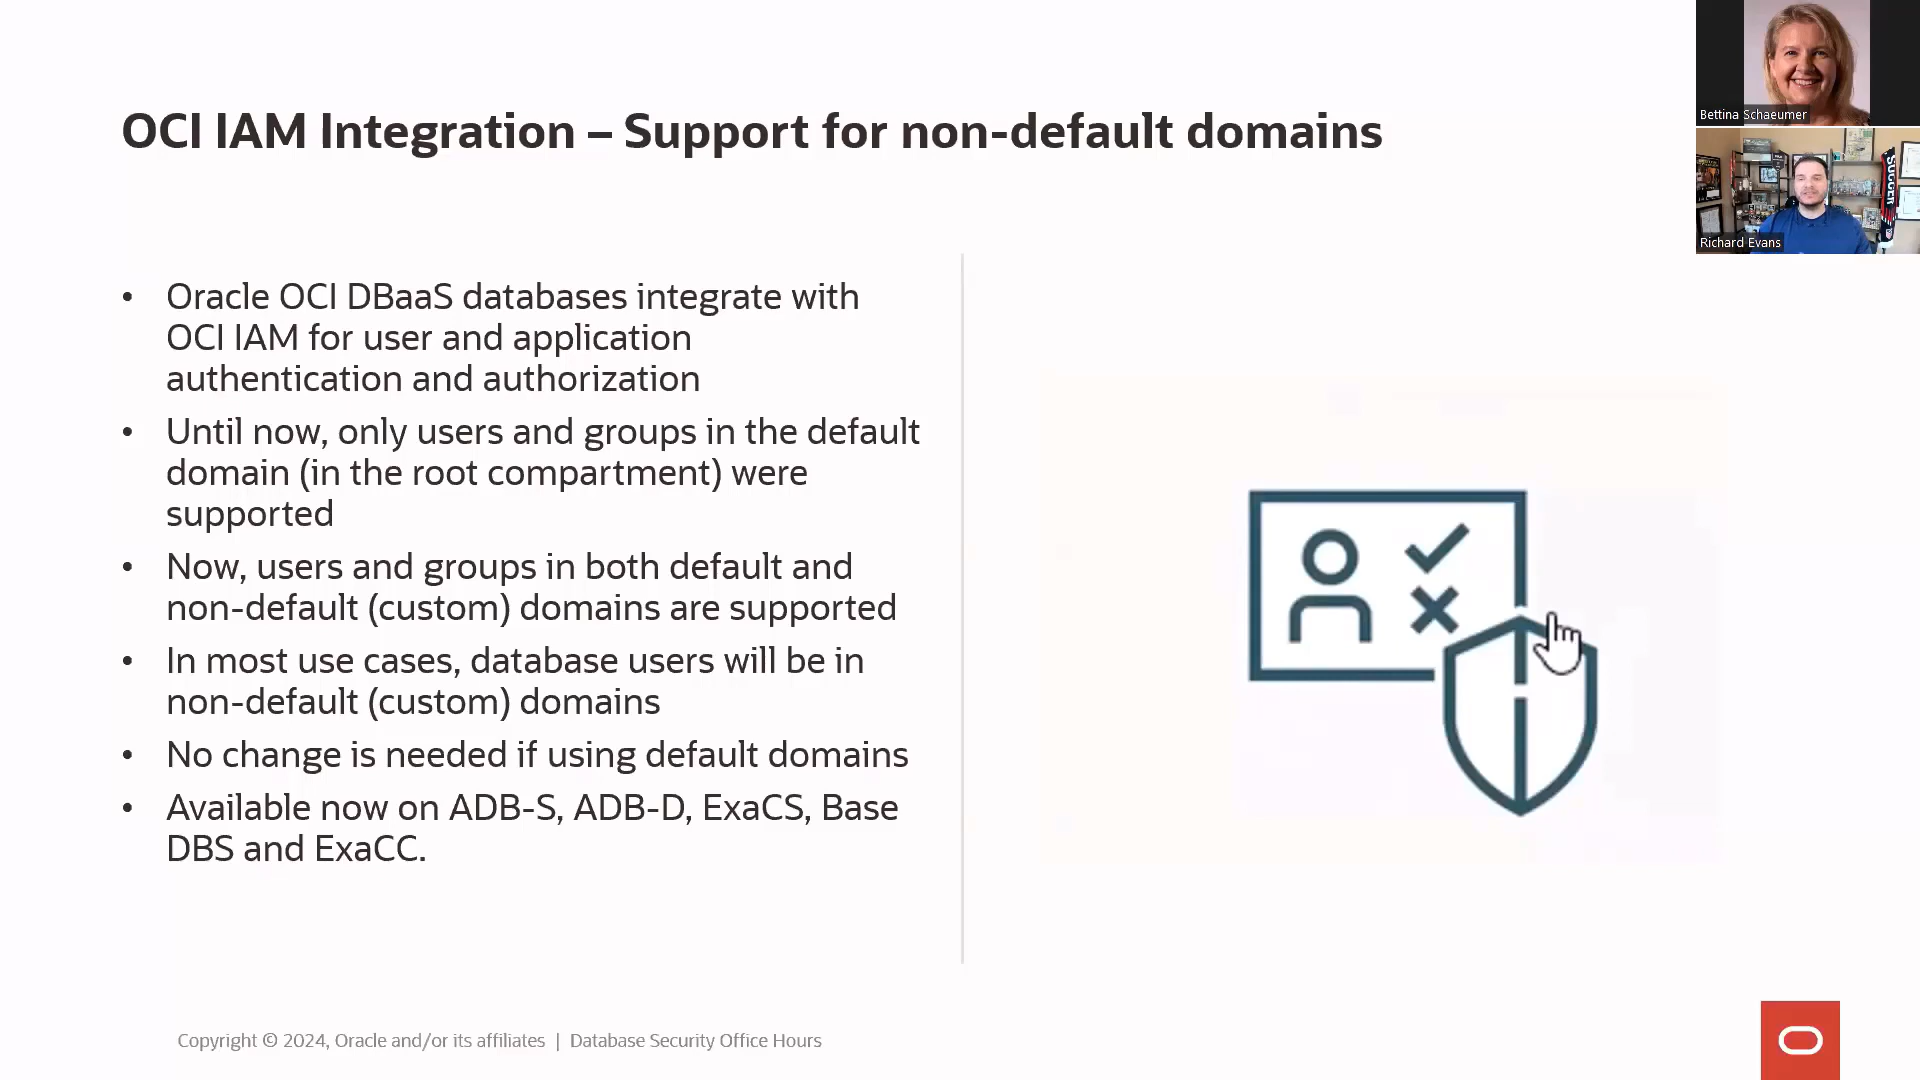 OCI IAM Integration – Support for non-default domains
Bettina Schaeumer
SOCCER
Richard Evans
• Oracle OCI DBaaS databases integrate with
OCI IAM for user and application
authentication and authorization
• Until now, only users and groups in the default
domain (in the root compartment) were
supported
• Now, users and groups in both default and
non-default (custom) domains are supported
• In most use cases, database users will be in
non-default (custom) domains
• No change is needed if using default domains
• Available now on ADB-S, ADB-D, ExaCS, Base
DBS and ExaCC.
Copyright © 2024, Oracle and/or its affiliates | Database Security Office Hours